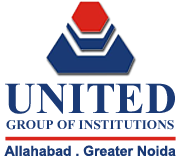 UNITED
GROUP OF INSTITUTIONS
Allahabad . Greater Noida